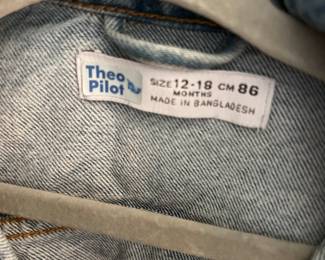 Theo
Pilot
SIZE 12-18 CM 86
MONTHS
MADE IN BANGLADESH